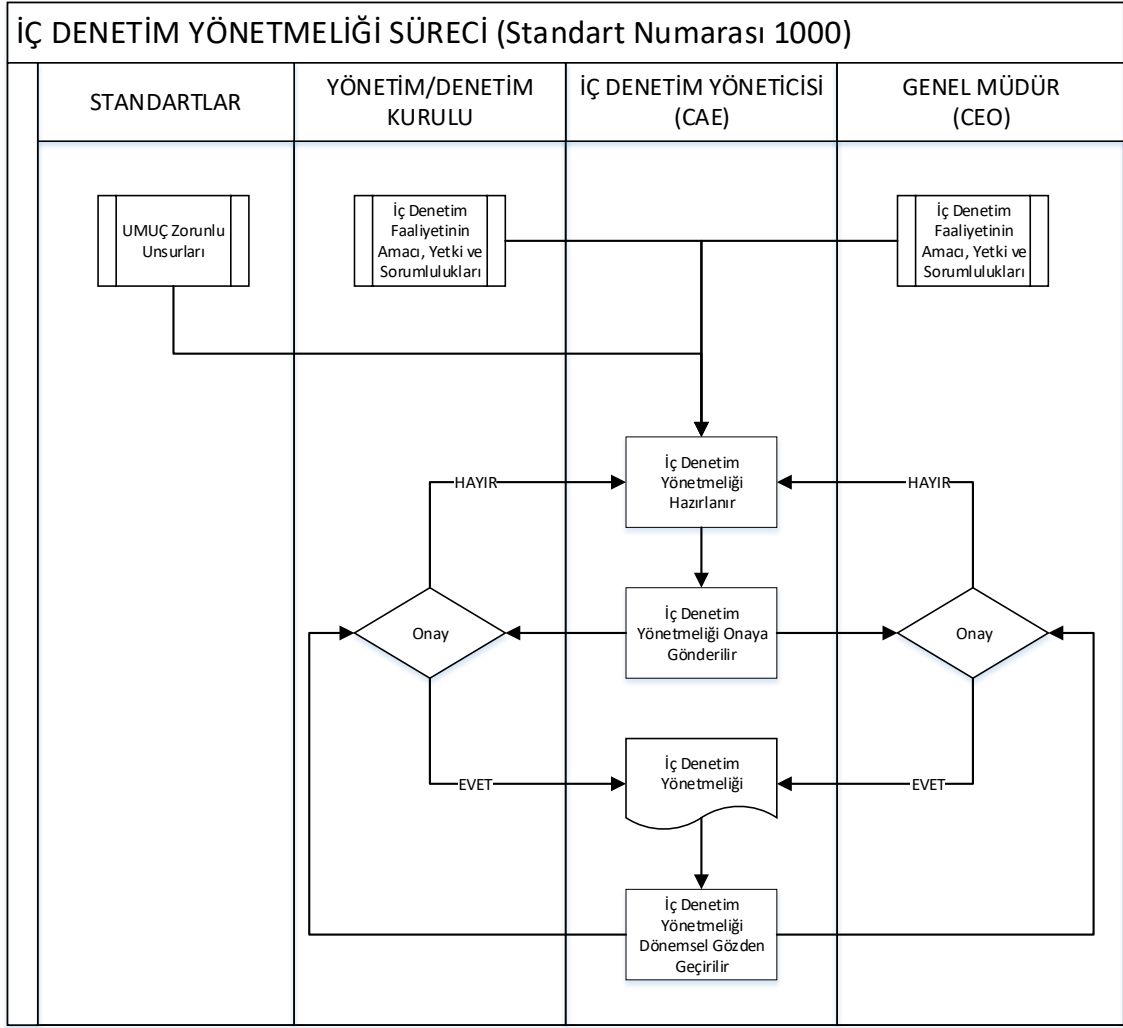 İÇ DENETİM YÖNETMELİĞİ SÜRECİ (Standart Numarası 1000)
STANDARTLAR
YÖNETİM/DENETİM
KURULU
İÇ DENETİM YÖNETİCİSİ
(CAE)
GENEL MÜDÜR
(CEO)
UMUÇ Zorunlu
Unsurları
İç Denetim
Faaliyetinin
Amacı, Yetki ve
Sorumlulukları
İç Denetim
Faaliyetinin
Amacı, Yetki ve
Sorumlulukları
İç Denetim
Yönetmeliği
Hazırlanır
HAYIR
HAYIR
Onay
İç Denetim
Yönetmeliği Onaya
Gönderilir
Onay
EVET
İç Denetim
Yönetmeliği
EVET
İç Denetim
Yönetmeliği
Dönemsel Gözden
Geçirilir